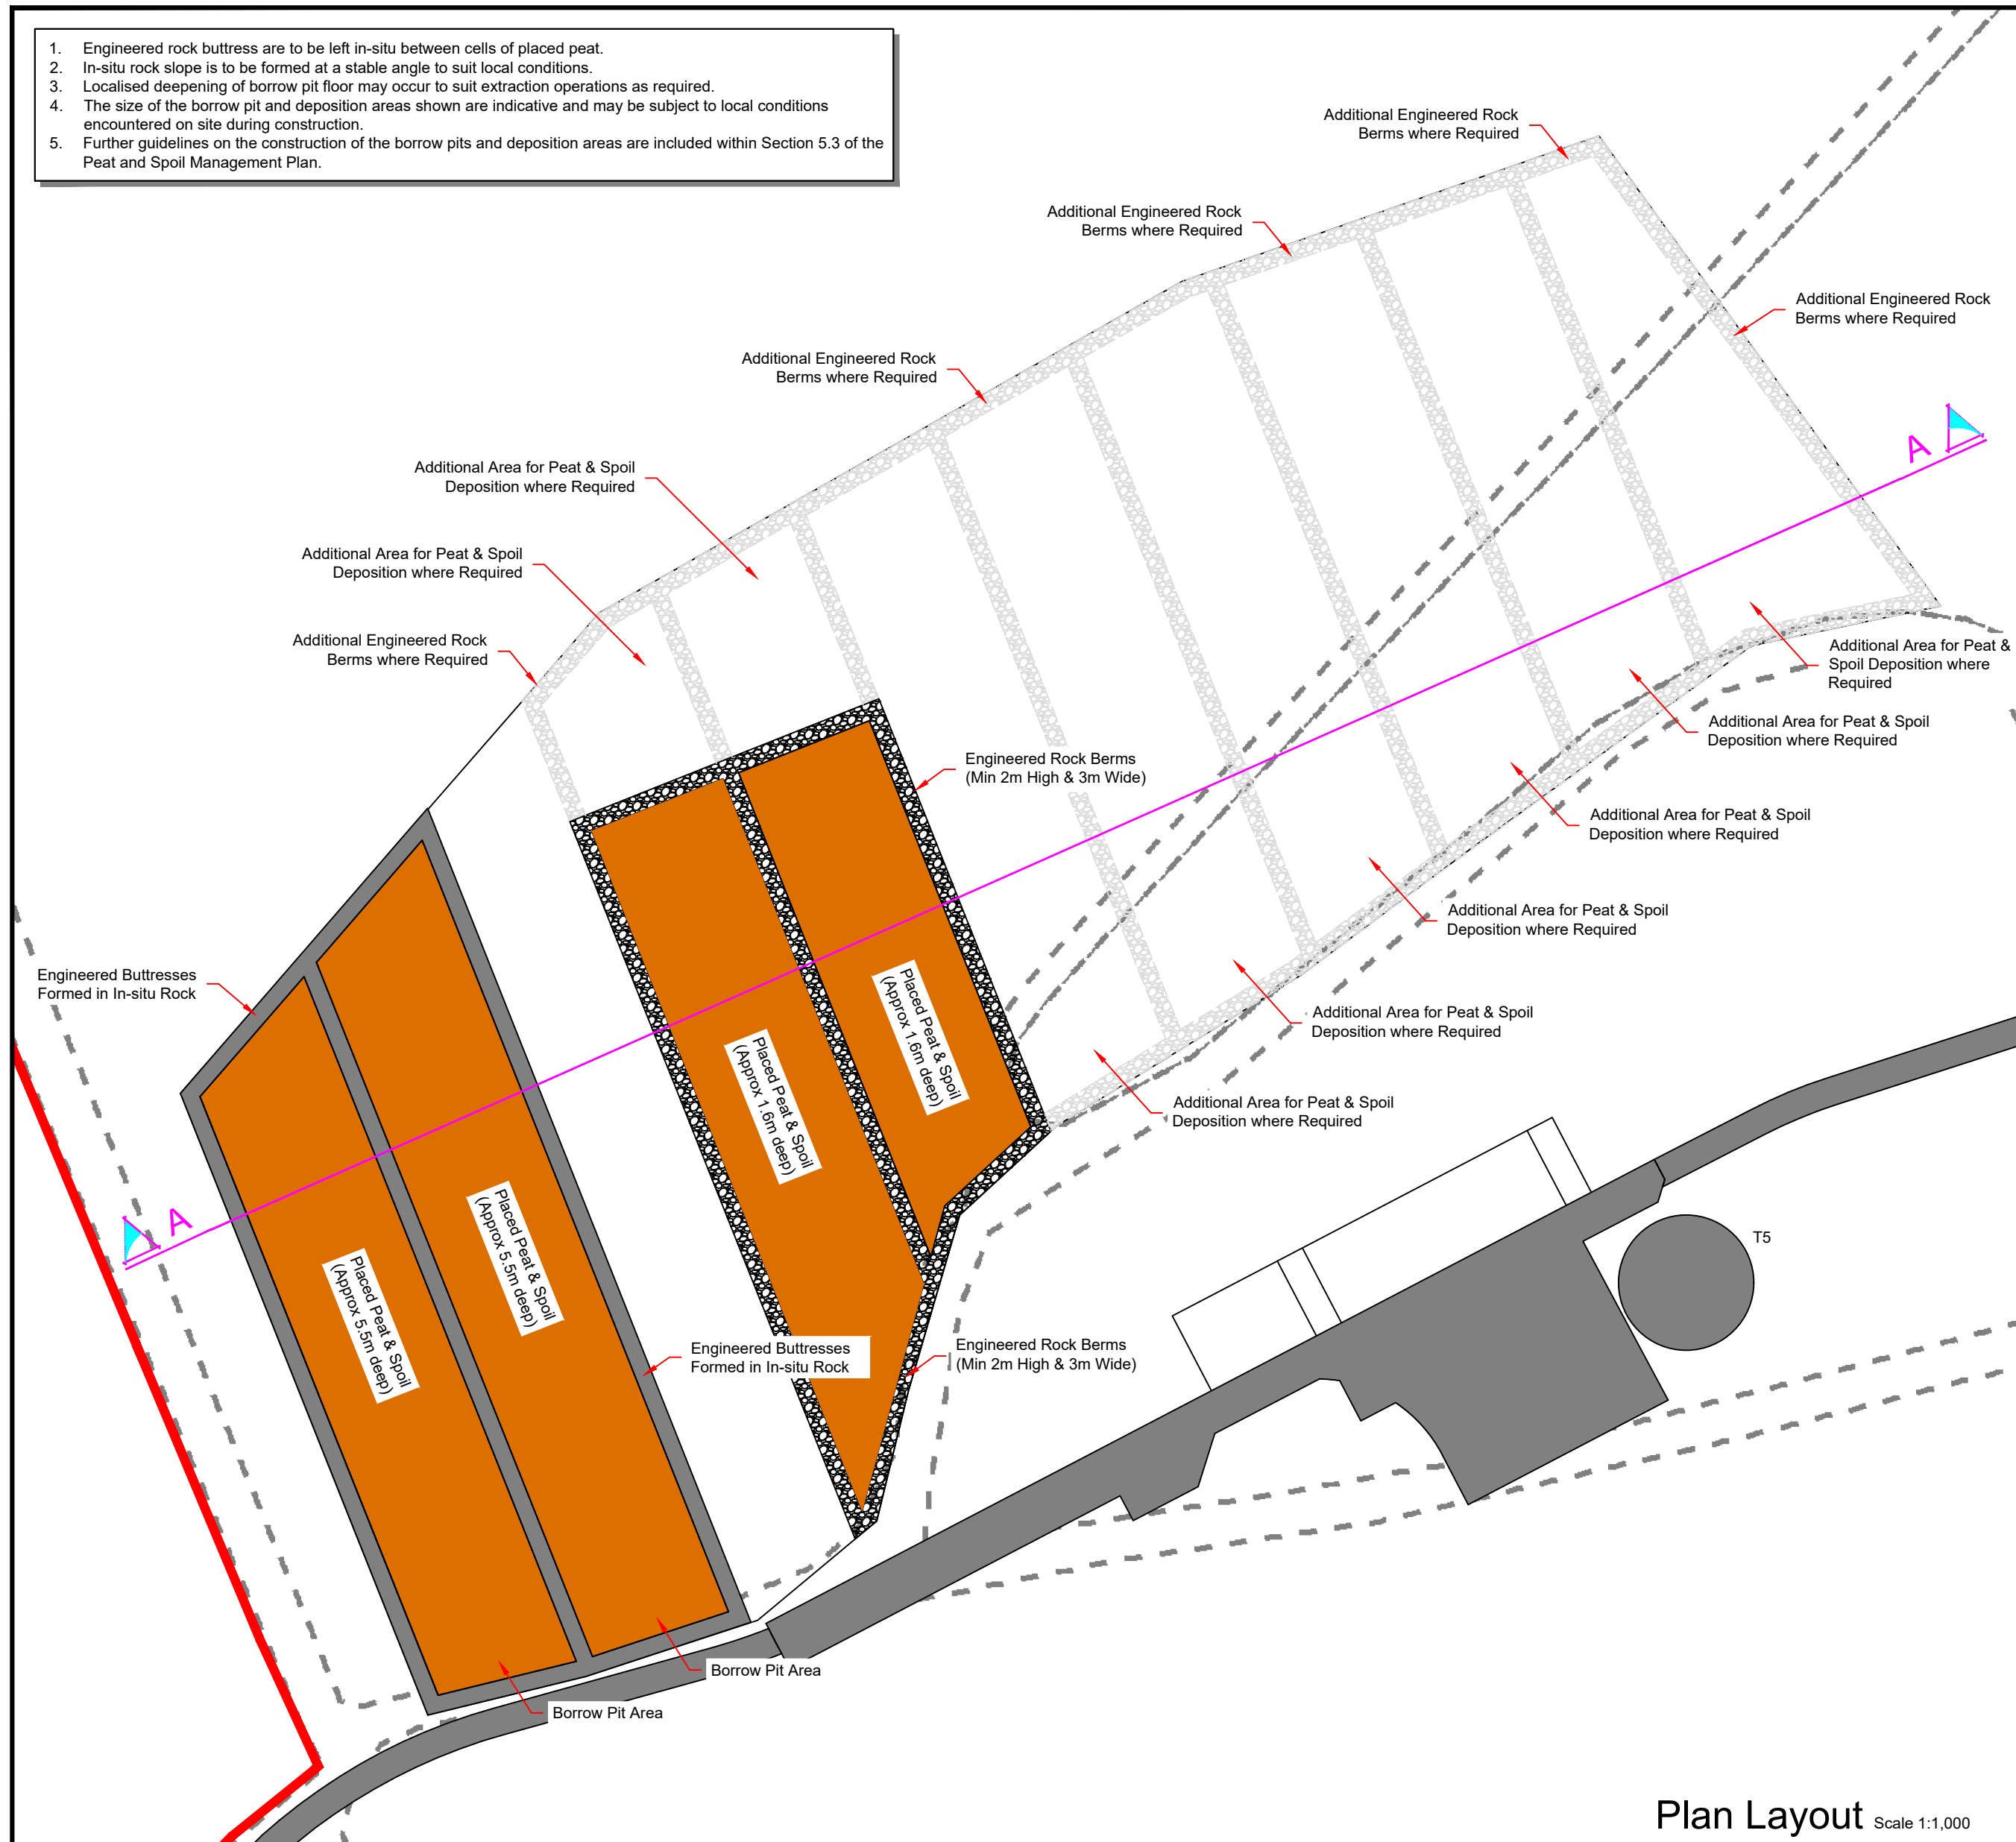 1. Engineered rock buttress are to be left in-situ between cells of placed peat.
2. In-situ rock slope is to be formed at a stable angle to suit local conditions.
3. Localised deepening of borrow pit floor may occur to suit extraction operations as required.
4. The size of the borrow pit and deposition areas shown are indicative and may be subject to local conditions
encountered on site during construction.
5. Further guidelines on the construction of the borrow pits and deposition areas are included within Section 5.3 of the
Peat and Spoil Management Plan.
Additional Engineered Rock
Berms where Required
Additional Engineered Rock
Berms where Required
Additional Engineered Rock
Berms where Required
Additional Engineered Rock
Berms where Required
A
Additional Area for Peat & Spoil
Deposition where Required
Additional Area for Peat & Spoil
Deposition where Required
Additional Engineered Rock
Berms where Required
Additional Area for Peat &
Spoil Deposition where
Required
Additional Area for Peat & Spoil
Deposition where Required
Engineered Rock Berms
(Min 2m High & 3m Wide)
Additional Area for Peat & Spoil
Deposition where Required
Additional Area for Peat & Spoil
Deposition where Required
Engineered Buttresses
Formed in In-situ Rock
Placed Peat & Spoil
(Approx 1.6m deep)
Additional Area for Peat & Spoil
Deposition where Required
Placed Peat & Spoil
(Approx 1.6m deep)
Additional Area for Peat & Spoil
Deposition where Required
A
Placed Peat & Spoil
(Approx 5.5m deep)
T5
Placed Peat & Spoil
(Approx 5.5m deep)
Engineered Buttresses
Formed in In-situ Rock
Engineered Rock Berms
(Min 2m High & 3m Wide)
Borrow Pit Area
Borrow Pit Area
Plan Layout Scale 1:1,000